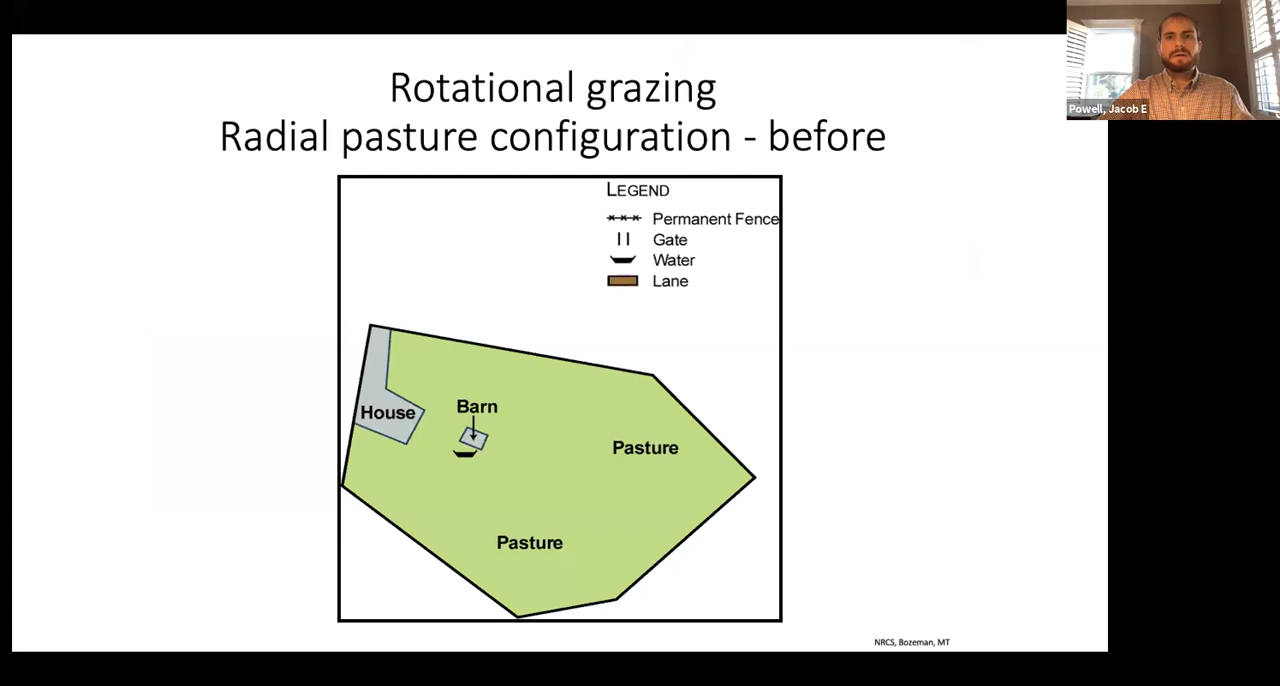 Rotational grazing
Radial pasture configuration - before
LEGEND
Permanent Fence
Gate
Water
Lane
House
Barn
Pasture
Pasture
NRCS, Bozeman, MT
Powell, Jacob E